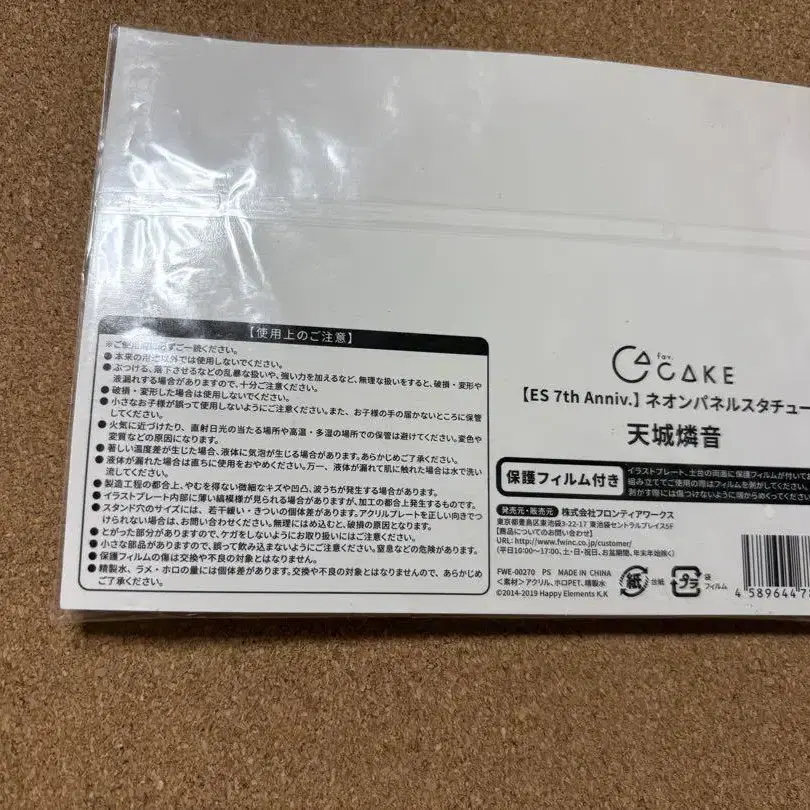 【使用上のご注意】
※ご使用前に必ずご一読ください。
● 本来の用途以外では使用しないでください。
● ぶつける、落下させるなどの乱暴な扱いや、強い力を加えるなど、無理な扱いをすると、破損・変形や
液漏れする場合がありますので、十分ご注意ください。
● 破損・変形した場合は使用しないでください。
● 小さなお子様が誤って使用しないようにご注意ください。また、お子様の手の届かないところに保管
してください。
● 火気に近づけたり、直射日光の当たる場所や高温・多湿の場所での保管は避けてください。変色や
変質などの原因になります。
● 著しい温度差が生じた場合、液体に気泡が生じる場合があります。あらかじめご了承ください。
● 液体が漏れた場合は直ちに使用をおやめください。万一、液体が漏れて肌に触れた場合は水で洗い
流してください。
● 製造工程の都合上、やむを得ない微細なキズや凹凸、波うちが発生する場合があります。
● イラストプレート内部に薄い縞模様が見られる場合がありますが、加工の都合上発生するものです。
● スタンド穴のサイズには、若干緩い・きついの個体差があります。アクリルプレートを正しい向きでつ
けられない場合は、お問い合わせください。無理にはめ込むと、破損の原因となります。
● とがった部分がありますので、ケガをしないようにお取り扱いにはご注意ください。
● 小さな部品がありますので、誤って飲み込まないようにご注意ください。窒息などの危険があります。
● 保護フィルムの傷は交換や不良の対象とはなりません。
● 精製水、ラメ・ホロの量には個体差があります。交換や不良の対象とはなりませんので、あらかじめ
ご了承ください。
fav.
CAKE
【ES 7th Anniv.】ネオンパネルスタチュー
天城燐音
保護フィルム付き
イラストプレート、土台の両面に保護フィルムが付いてお
組み立ててご使用の際はフィルムを剥がしてください。
剥がす際には傷つけないように端からめくってください
発売元・販売元 株式会社フロンティアワークス
東京都豊島区東池袋3-22-17 東池袋セントラルプレイス5F
【商品についてのお問い合わせ】
URL: http://www.fwinc.co.jp/customer/
(平日10:00〜17:00、土・日・祝日、お盆期間、年末年始除く)
FWE-00270 PS MADE IN CHINA
＜素材＞アクリル、ホロPET、精製水
©2014-2019 Happy Elements K.K
紙 台紙
プラ 袋
フィルム
4 589644 7